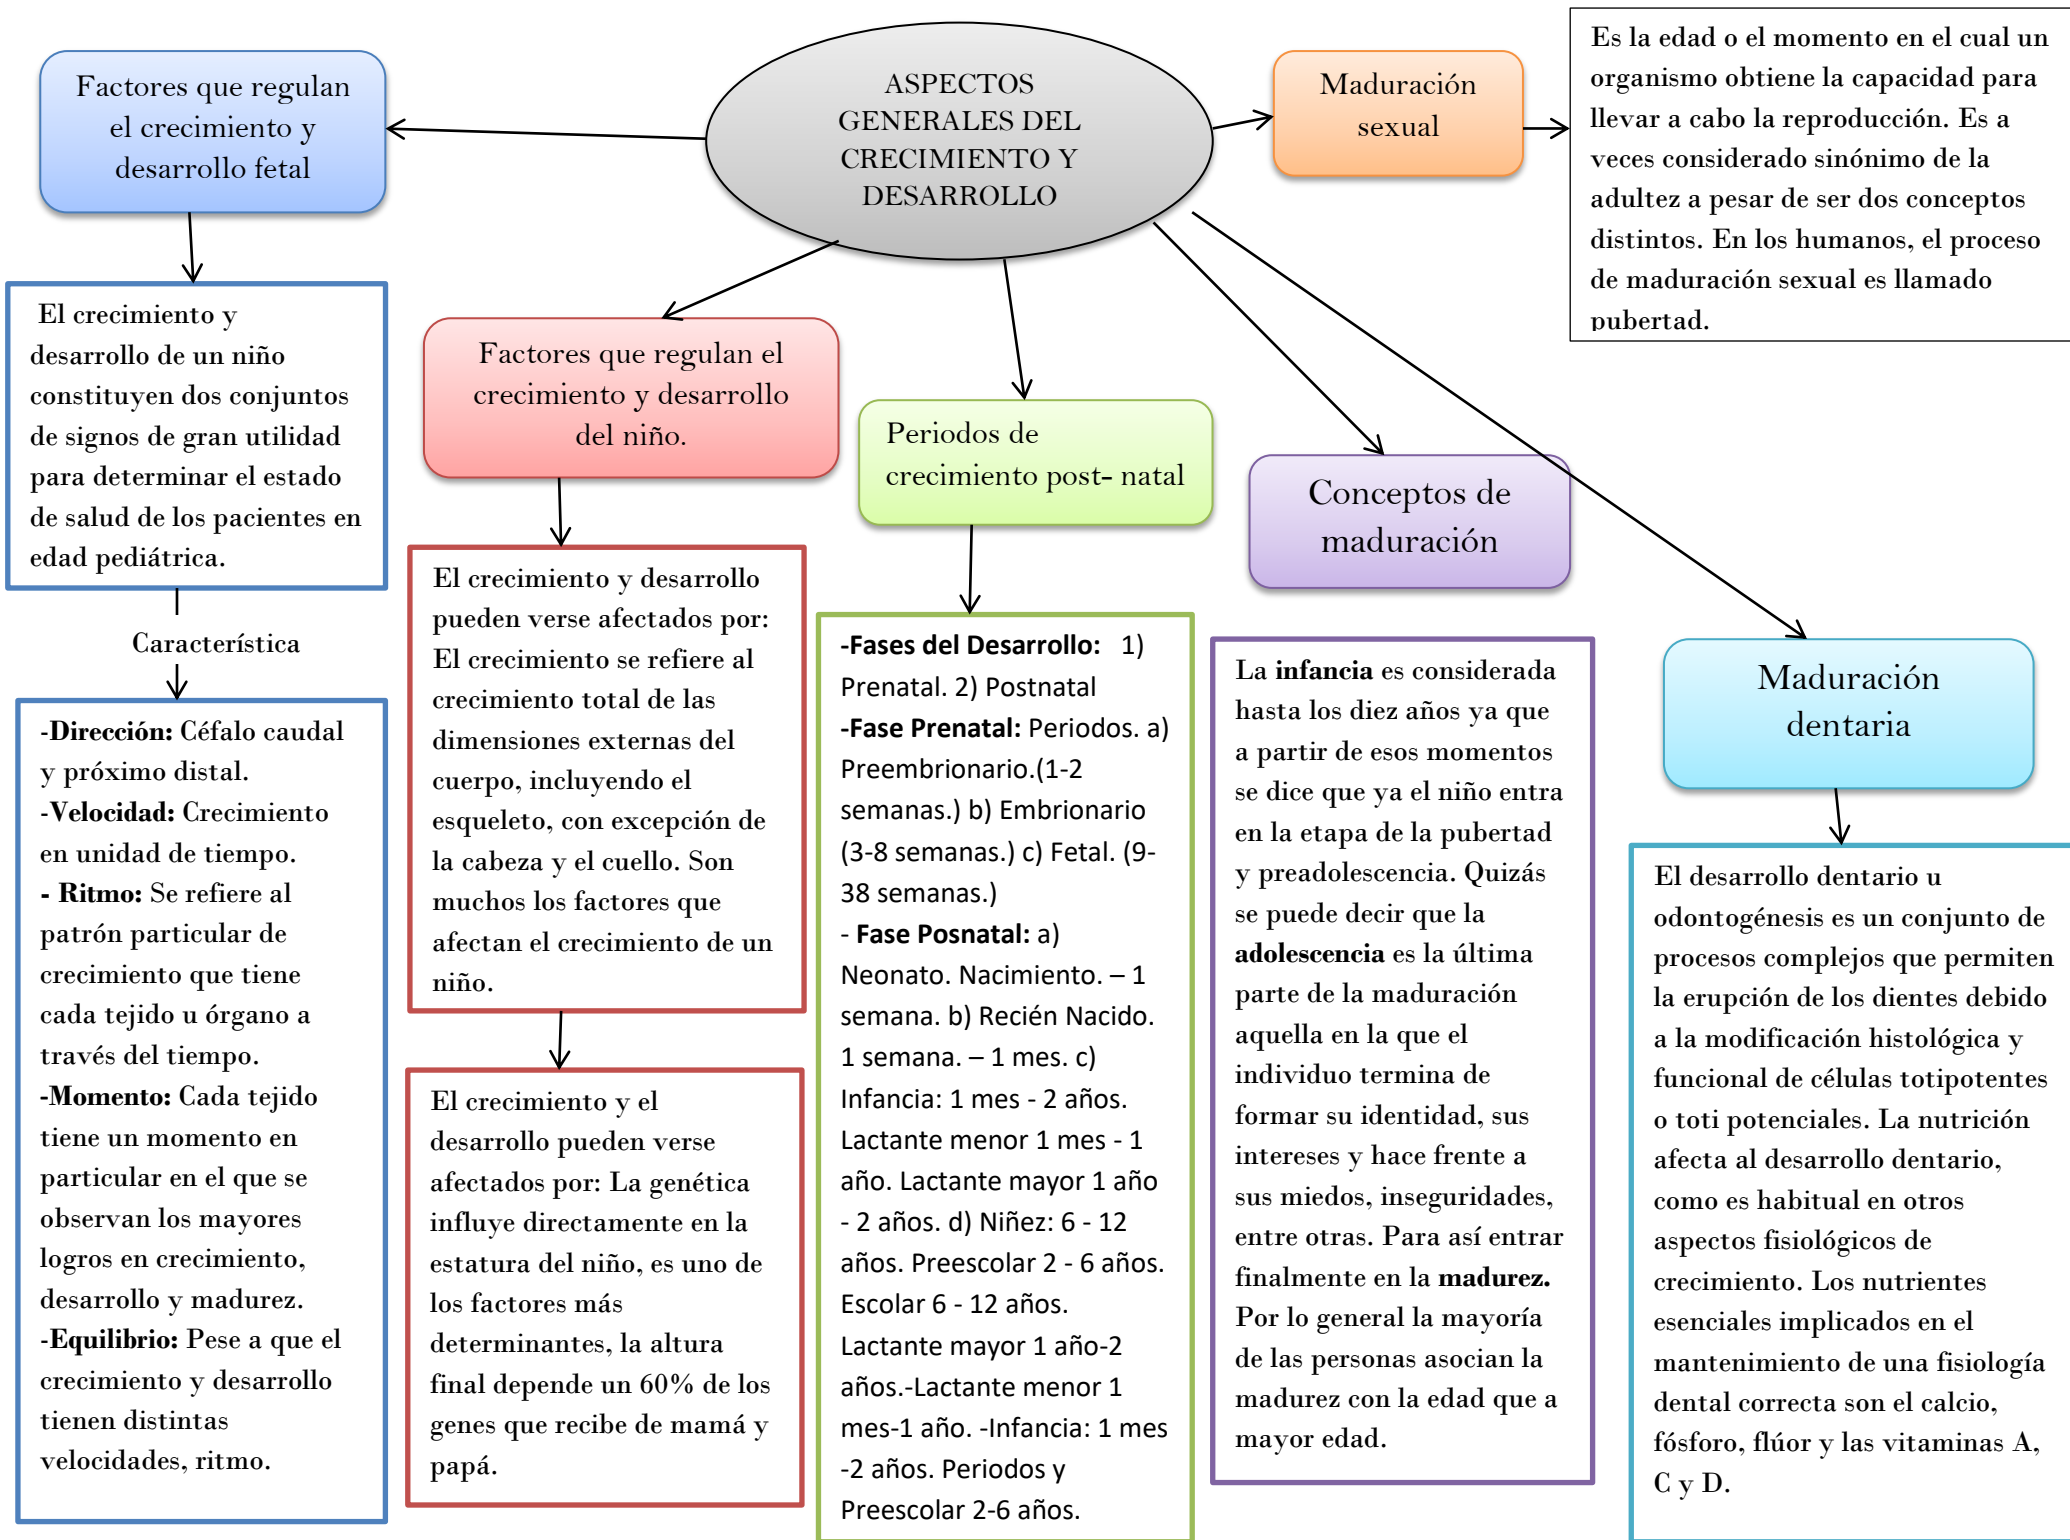 ASPECTOS
GENERALES DEL
CRECIMIENTO Y
DESARROLLO
Factores que regulan
el crecimiento y
desarrollo fetal
El crecimiento y
desarrollo de un niño
constituyen dos conjuntos
de signos de gran utilidad
para determinar el estado
de salud de los pacientes en
edad pediátrica.
Característica
-Dirección: Céfalo caudal
y próximo distal.
-Velocidad: Crecimiento
en unidad de tiempo.
- Ritmo: Se refiere al
patrón particular de
crecimiento que tiene
cada tejido u órgano a
través del tiempo.
-Momento: Cada tejido
tiene un momento en
particular en el que se
observan los mayores
logros en crecimiento,
desarrollo y madurez.
-Equilibrio: Pese a que el
crecimiento y desarrollo
tienen distintas
velocidades, ritmo.
Factores que regulan el
crecimiento y desarrollo
del niño.
El crecimiento y desarrollo
pueden verse afectados por:
El crecimiento se refiere al
crecimiento total de las
dimensiones externas del
cuerpo, incluyendo el
esqueleto, con excepción de
la cabeza y el cuello. Son
muchos los factores que
afectan el crecimiento de un
niño.
El crecimiento y el
desarrollo pueden verse
afectados por: La genética
influye directamente en la
estatura del niño, es uno de
los factores más
determinantes, la altura
final depende un 60% de los
genes que recibe de mamá y
papá.
Periodos de
crecimiento post- natal
-Fases del Desarrollo: 1)
Prenatal. 2) Postnatal
-Fase Prenatal: Periodos. a)
Preembrionario.(1-2
semanas.) b) Embrionario
(3-8 semanas.) c) Fetal. (9-
38 semanas.)
- Fase Posnatal: a)
Neonato. Nacimiento. – 1
semana. b) Recién Nacido.
1 semana. – 1 mes. c)
Infancia: 1 mes - 2 años.
Lactante menor 1 mes - 1
año. Lactante mayor 1 año
- 2 años. d) Niñez: 6 - 12
años. Preescolar 2 - 6 años.
Escolar 6 - 12 años.
Lactante mayor 1 año-2
años.-Lactante menor 1
mes-1 año. -Infancia: 1 mes
-2 años. Periodos y
Preescolar 2-6 años.
Conceptos de
maduración
La infancia es considerada
hasta los diez años ya que
a partir de esos momentos
se dice que ya el niño entra
en la etapa de la pubertad
y preadolescencia. Quizás
se puede decir que la
adolescencia es la última
parte de la maduración
aquella en la que el
individuo termina de
formar su identidad, sus
intereses y hace frente a
sus miedos, inseguridades,
entre otras. Para así entrar
finalmente en la madurez.
Por lo general la mayoría
de las personas asocian la
madurez con la edad que a
mayor edad.
Maduración
sexual
Es la edad o el momento en el cual un
organismo obtiene la capacidad para
llevar a cabo la reproducción. Es a
veces considerado sinónimo de la
adultez a pesar de ser dos conceptos
distintos. En los humanos, el proceso
de maduración sexual es llamado
pubertad.
Maduración
dentaria
El desarrollo dentario u
odontogénesis es un conjunto de
procesos complejos que permiten
la erupción de los dientes debido
a la modificación histológica y
funcional de células totipotentes
o toti potenciales. La nutrición
afecta al desarrollo dentario,
como es habitual en otros
aspectos fisiológicos de
crecimiento. Los nutrientes
esenciales implicados en el
mantenimiento de una fisiología
dental correcta son el calcio,
fósforo, flúor y las vitaminas A,
C y D.